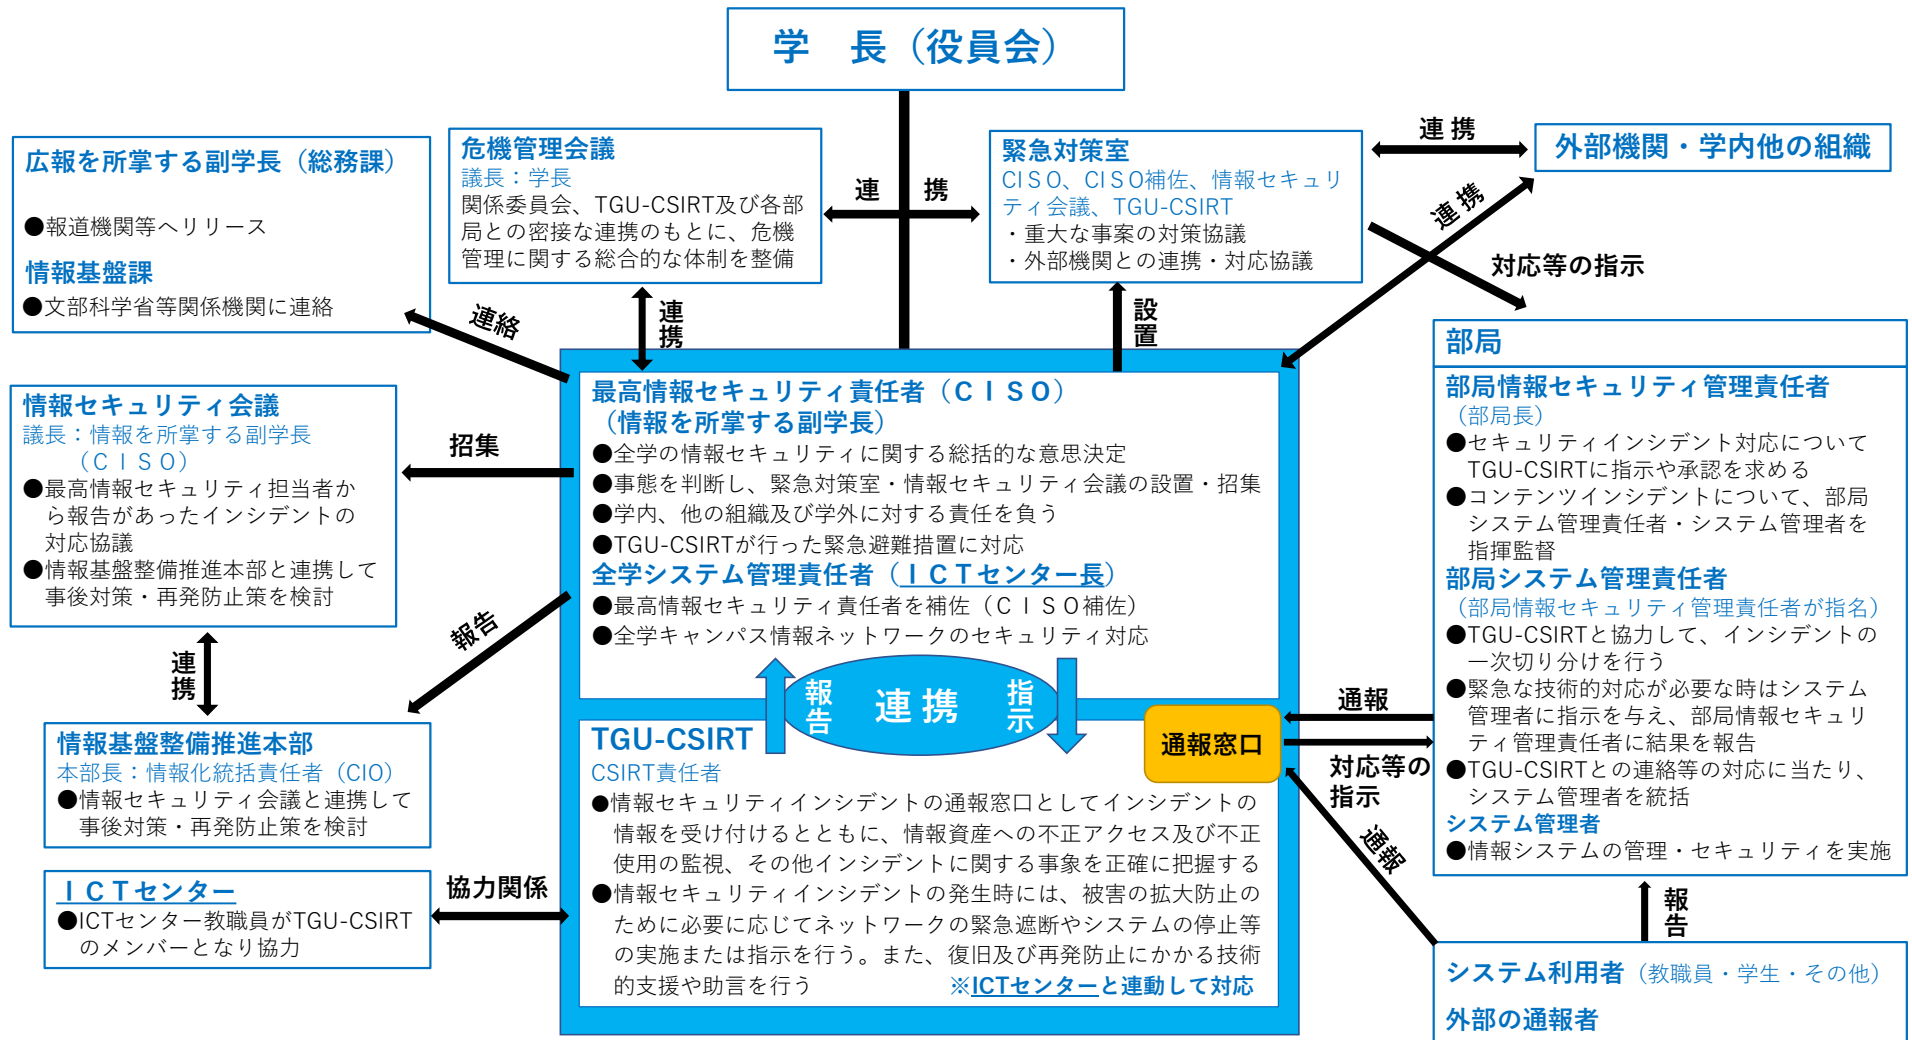 学　長（役員会）
広報を所掌する副学長（総務課）
●報道機関等へリリース
情報基盤課
●文部科学省等関係機関に連絡
危機管理会議
議長：学長
関係委員会、TGU-CSIRT及び各部
局との密接な連携のもとに、危機
管理に関する総合的な体制を整備
連　携
緊急対策室
CISO、CISO補佐、情報セキュリ
ティ会議、TGU-CSIRT
・重大な事案の対策協議
・外部機関との連携・対応協議
連 携
外部機関・学内他の組織
連 携
対応等の指示
連絡
連携
設置
情報セキュリティ会議
議長：情報を所掌する副学長
（ＣＩＳＯ）
●最高情報セキュリティ担当者か
ら報告があったインシデントの
対応協議
●情報基盤整備推進本部と連携して
事後対策・再発防止策を検討
招集
報告
連携
情報基盤整備推進本部
本部長：情報化統括責任者（CIO）
●情報セキュリティ会議と連携して
事後対策・再発防止策を検討
ＩＣＴセンター
●ICTセンター教職員がTGU-CSIRT
のメンバーとなり協力
協力関係
最高情報セキュリティ責任者（ＣＩＳＯ）
（情報を所掌する副学長）
●全学の情報セキュリティに関する総括的な意思決定
●事態を判断し、緊急対策室・情報セキュリティ会議の設置・招集
●学内、他の組織及び学外に対する責任を負う
●TGU-CSIRTが行った緊急避難措置に対応
全学システム管理責任者（ＩＣＴセンター長）
●最高情報セキュリティ責任者を補佐（ＣＩＳＯ補佐）
●全学キャンパス情報ネットワークのセキュリティ対応
報告
連 携
指示
TGU-CSIRT
CSIRT責任者
●情報セキュリティインシデントの通報窓口としてインシデントの
情報を受け付けるとともに、情報資産への不正アクセス及び不正
使用の監視、その他インシデントに関する事象を正確に把握する
●情報セキュリティインシデントの発生時には、被害の拡大防止の
ために必要に応じてネットワークの緊急遮断やシステムの停止等
の実施または指示を行う。また、復旧及び再発防止にかかる技術
的支援や助言を行う　※ICTセンターと連動して対応
通報窓口
通報
対応等の
指示
通報
部局
部局情報セキュリティ管理責任者
（部局長）
●セキュリティインシデント対応について
TGU-CSIRTに指示や承認を求める
●コンテンツインシデントについて、部局
システム管理責任者・システム管理者を
指揮監督
部局システム管理責任者
（部局情報セキュリティ管理責任者が指名）
●TGU-CSIRTと協力して、インシデントの
一次切り分けを行う
●緊急な技術的対応が必要な時はシステム
管理者に指示を与え、部局情報セキュリ
ティ管理責任者に結果を報告
●TGU-CSIRTとの連絡等の対応に当たり、
システム管理者を統括
システム管理者
●情報システムの管理・セキュリティを実施
報告
システム利用者（教職員・学生・その他）
外部の通報者